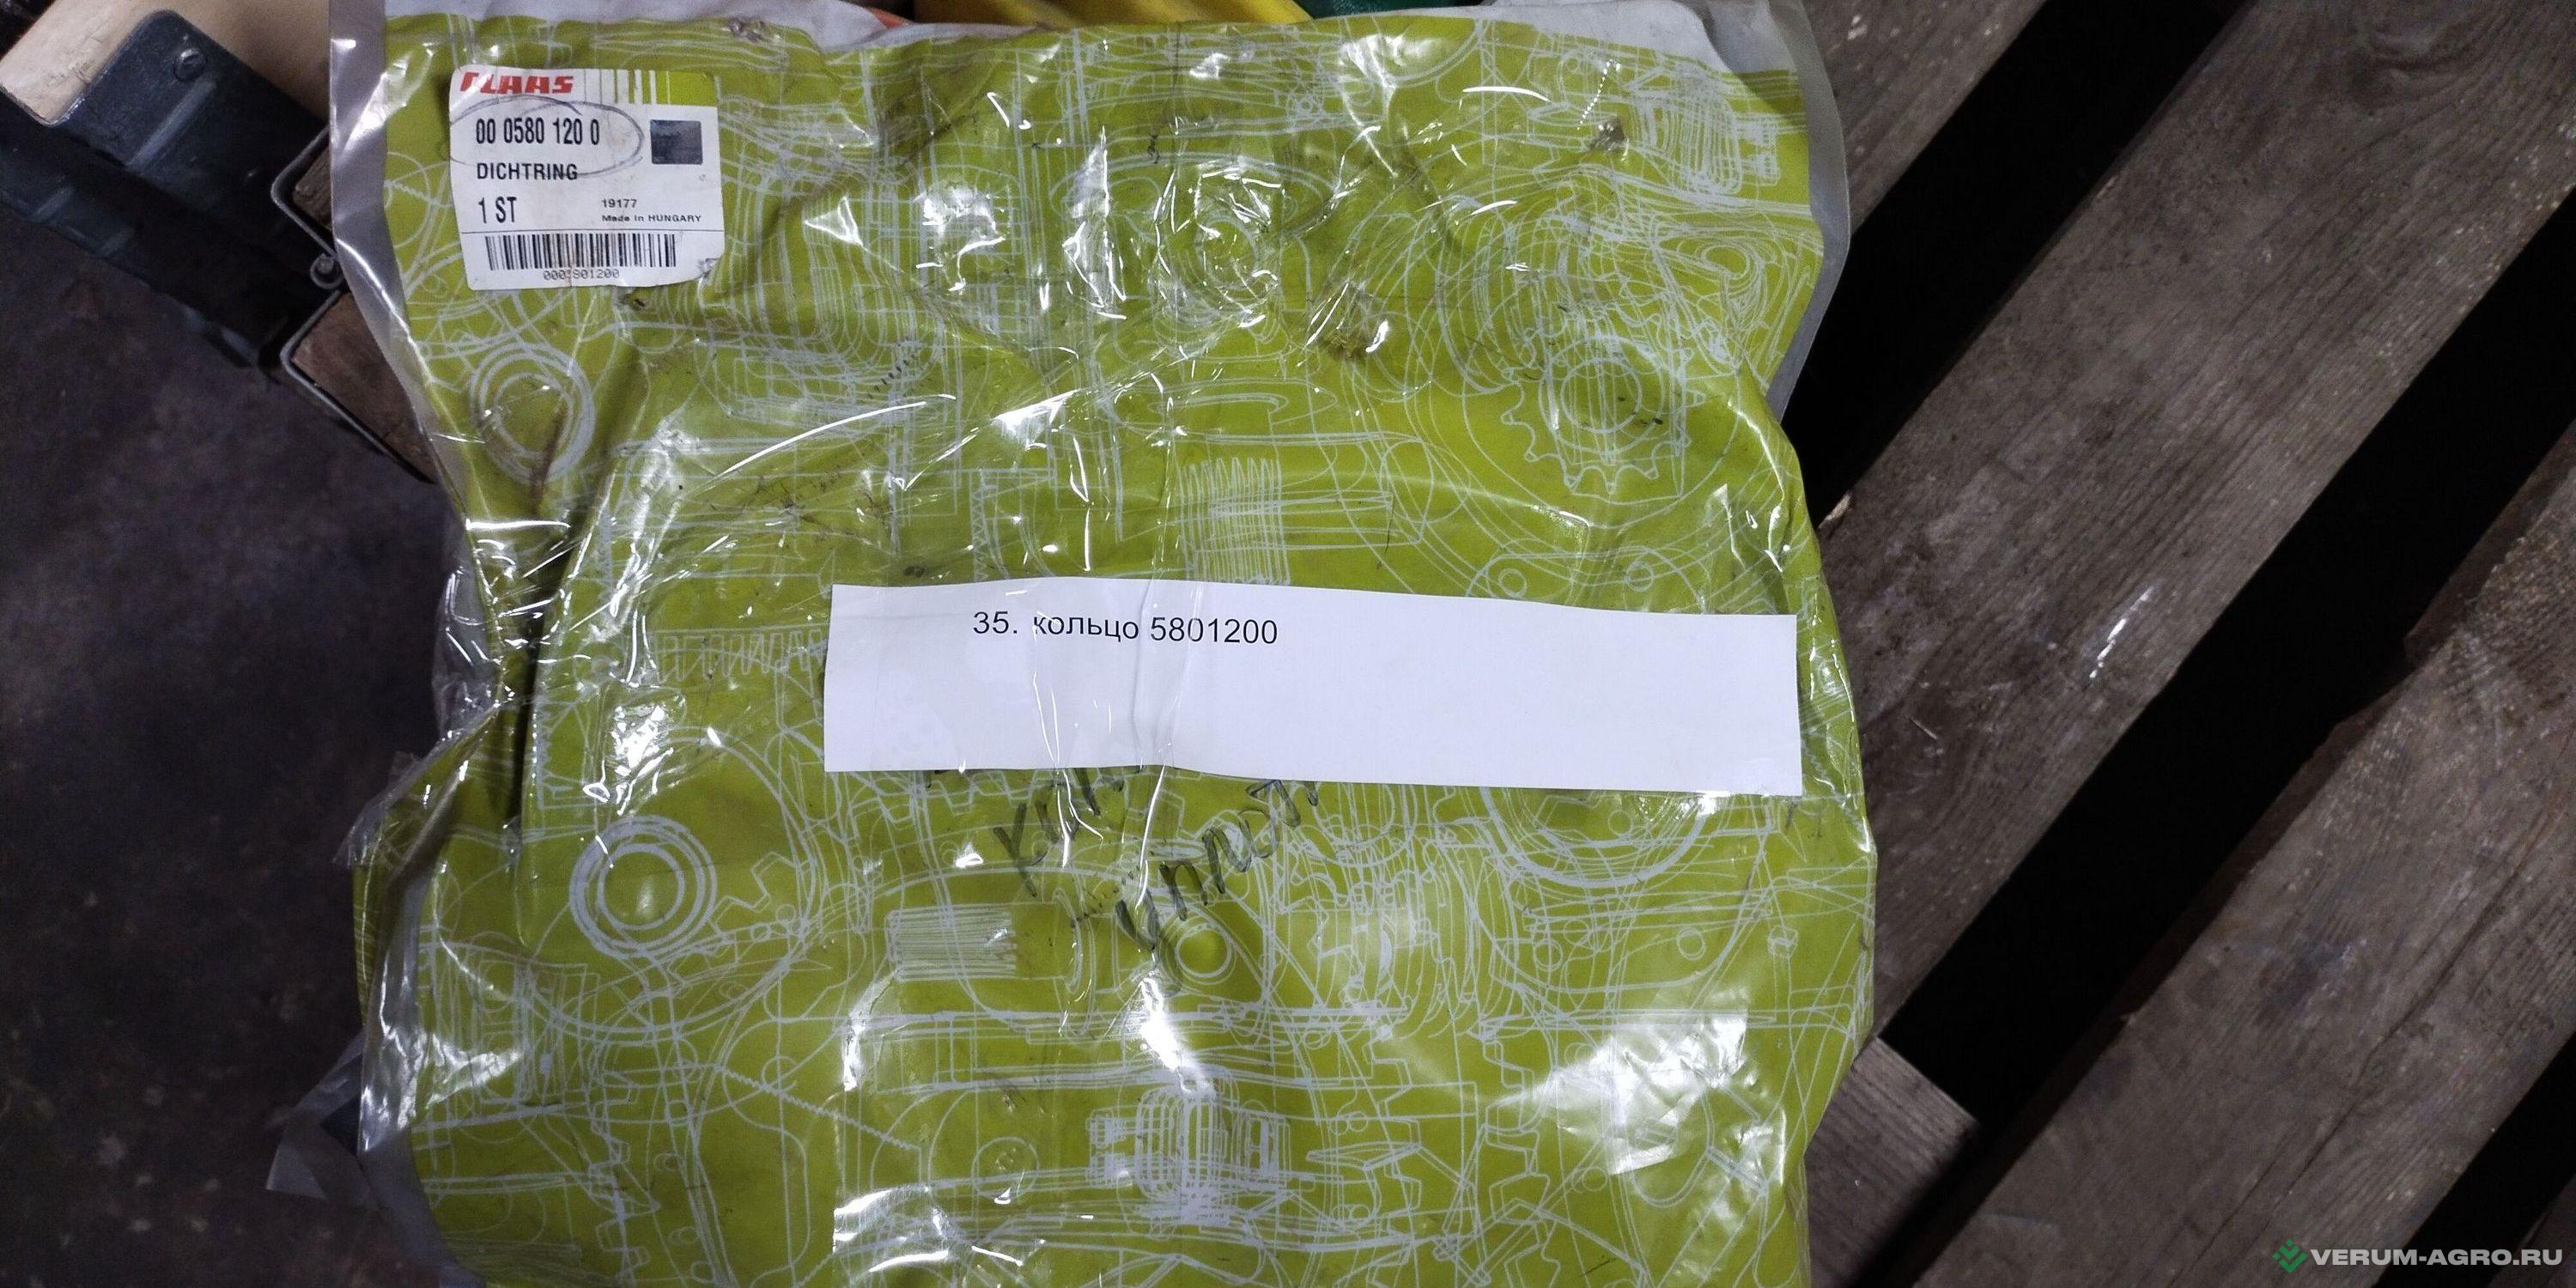 CLAAS
00 0580 120 0
DICHTRING
1 ST
19177
Made in HUNGARY
0005801200
35. кольцо 5801200
VERUM-AGRO.RU